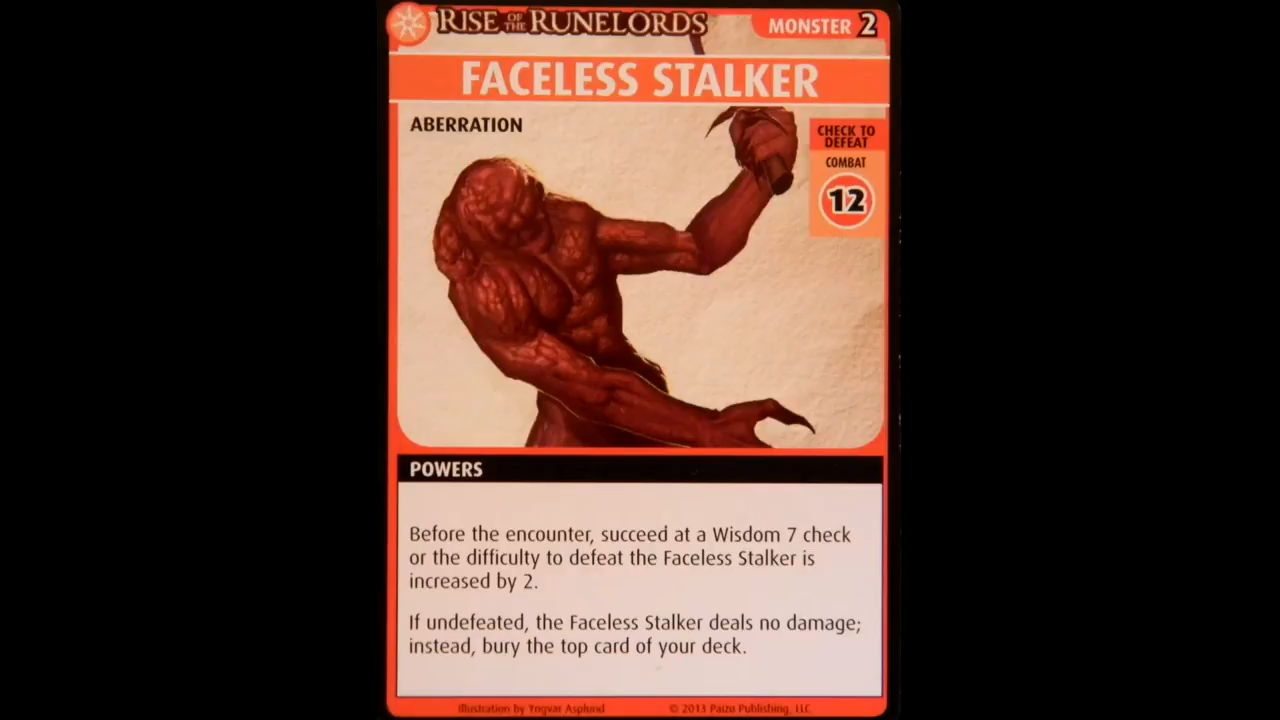 RISE OF THE RUNELORDS
MONSTER 2
FACELESS STALKER
ABERRATION
CHECK TO
DEFEAT
COMBAT
12
POWERS
Before the encounter, succeed at a Wisdom 7 check
or the difficulty to defeat the Faceless Stalker is
increased by 2.
If undefeated, the Faceless Stalker deals no damage;
instead, bury the top card of your deck.
Illustration by Yngvar Asplund
© 2013 Paizo Publishing, LLC